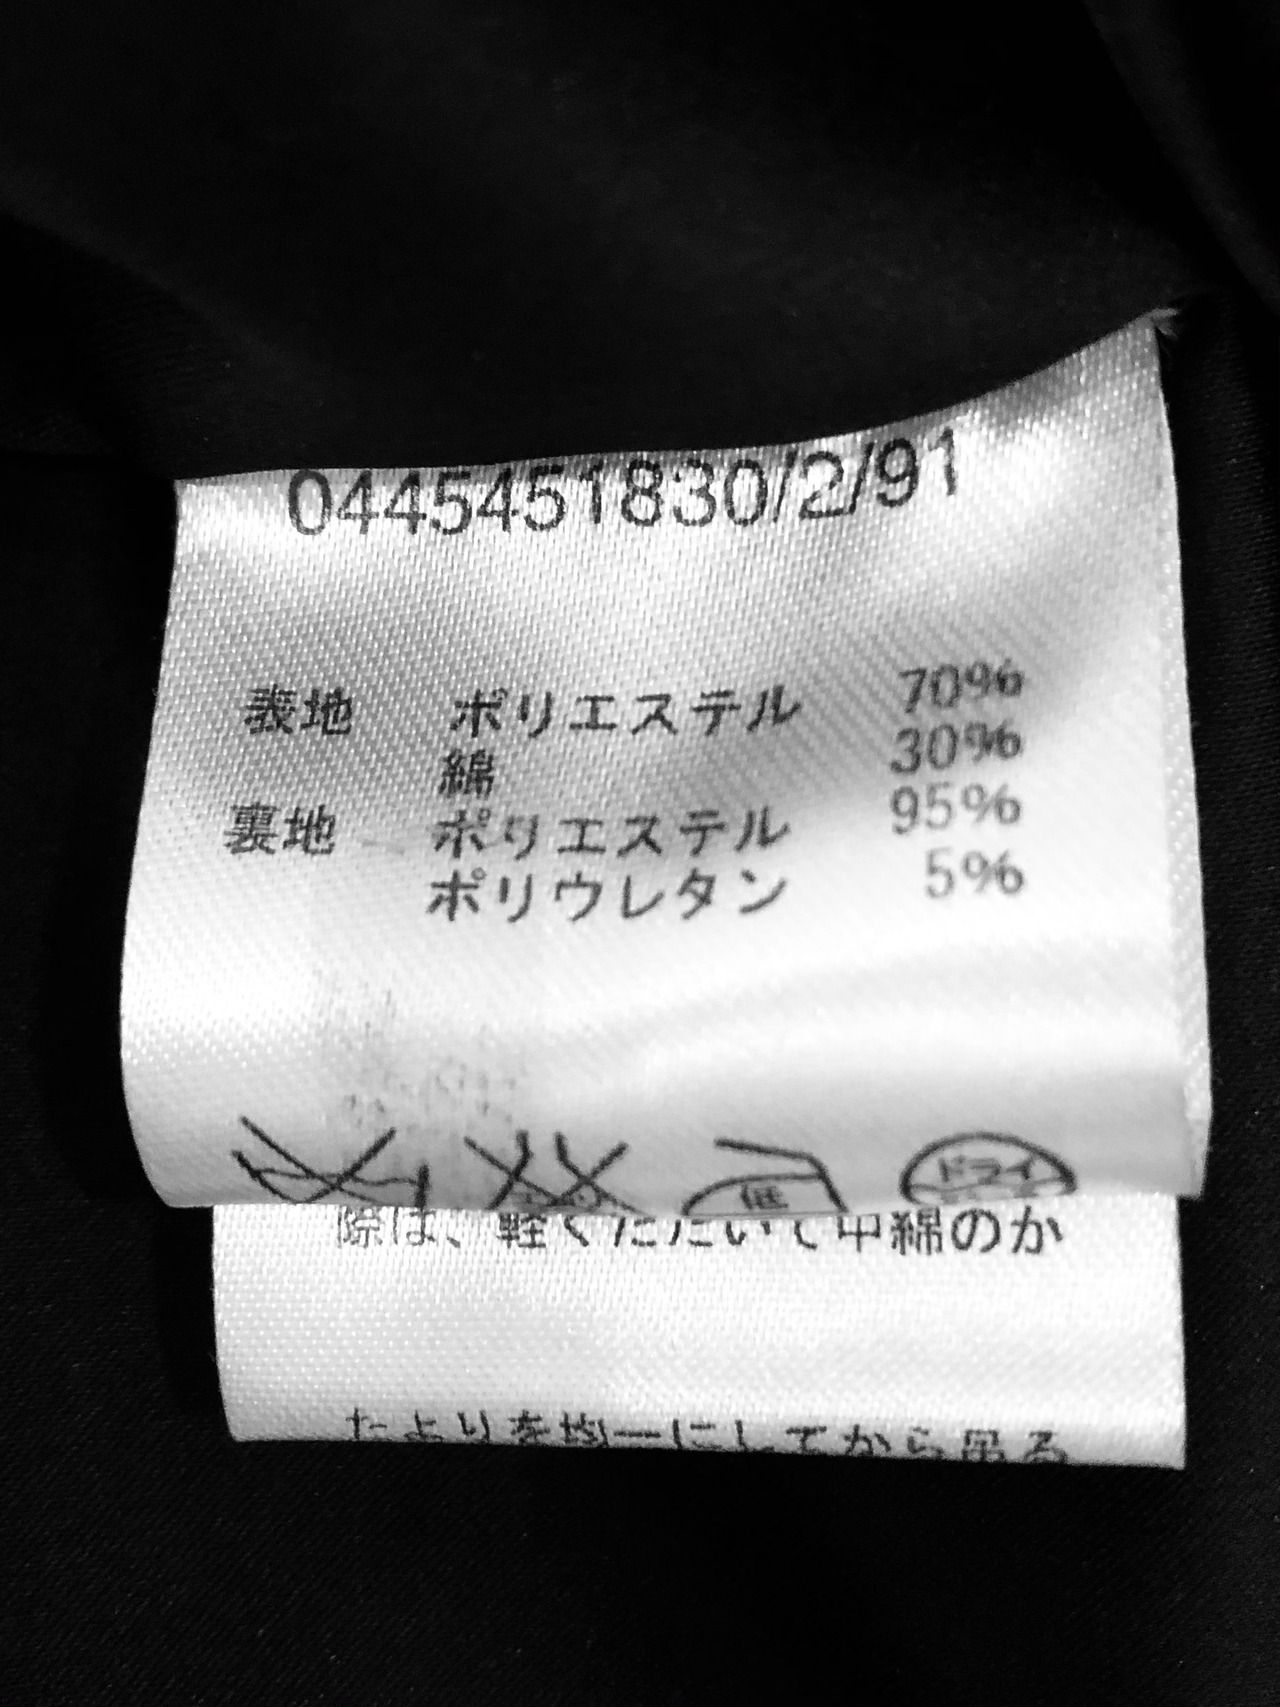 0445451830/2/91
表地 ポリエステル 70%
綿 30%
裏地 ポリエステル 95%
ポリウレタン 5%
低 ドライ
際は、軽くたたいて中綿のか
たよりを均一にしてから吊る